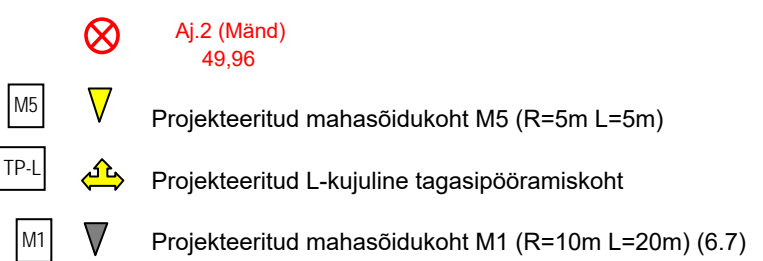 Aj.2 (Mänd)
49,96
M5 Projekteeritud mahasõidukoht M5 (R=5m L=5m)
TP-L Projekteeritud L-kujuline tagasipööramiskoht
M1 Projekteeritud mahasõidukoht M1 (R=10m L=20m) (6.7)